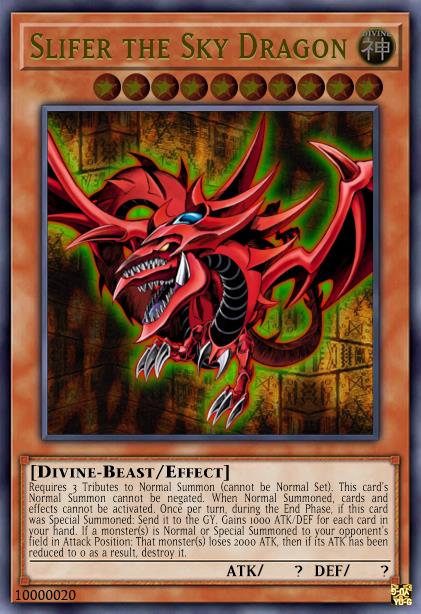 SLIFER THE SKY DRAGON
DIVINE
神
[DIVINE-BEAST/EFFECT]
Requires 3 Tributes to Normal Summon (cannot be Normal Set). This card's
Normal Summon cannot be negated. When Normal Summoned, cards and
effects cannot be activated. Once per turn, during the End Phase, if this card
was Special Summoned: Send it to the GY. Gains 1000 ATK/DEF for each card in
your hand. If a monster(s) is Normal or Special Summoned to your opponent's
field in Attack Position: That monster(s) loses 2000 ATK, then if its ATK has been
reduced to 0 as a result, destroy it.
ATK/ ? DEF/ ?
10000020